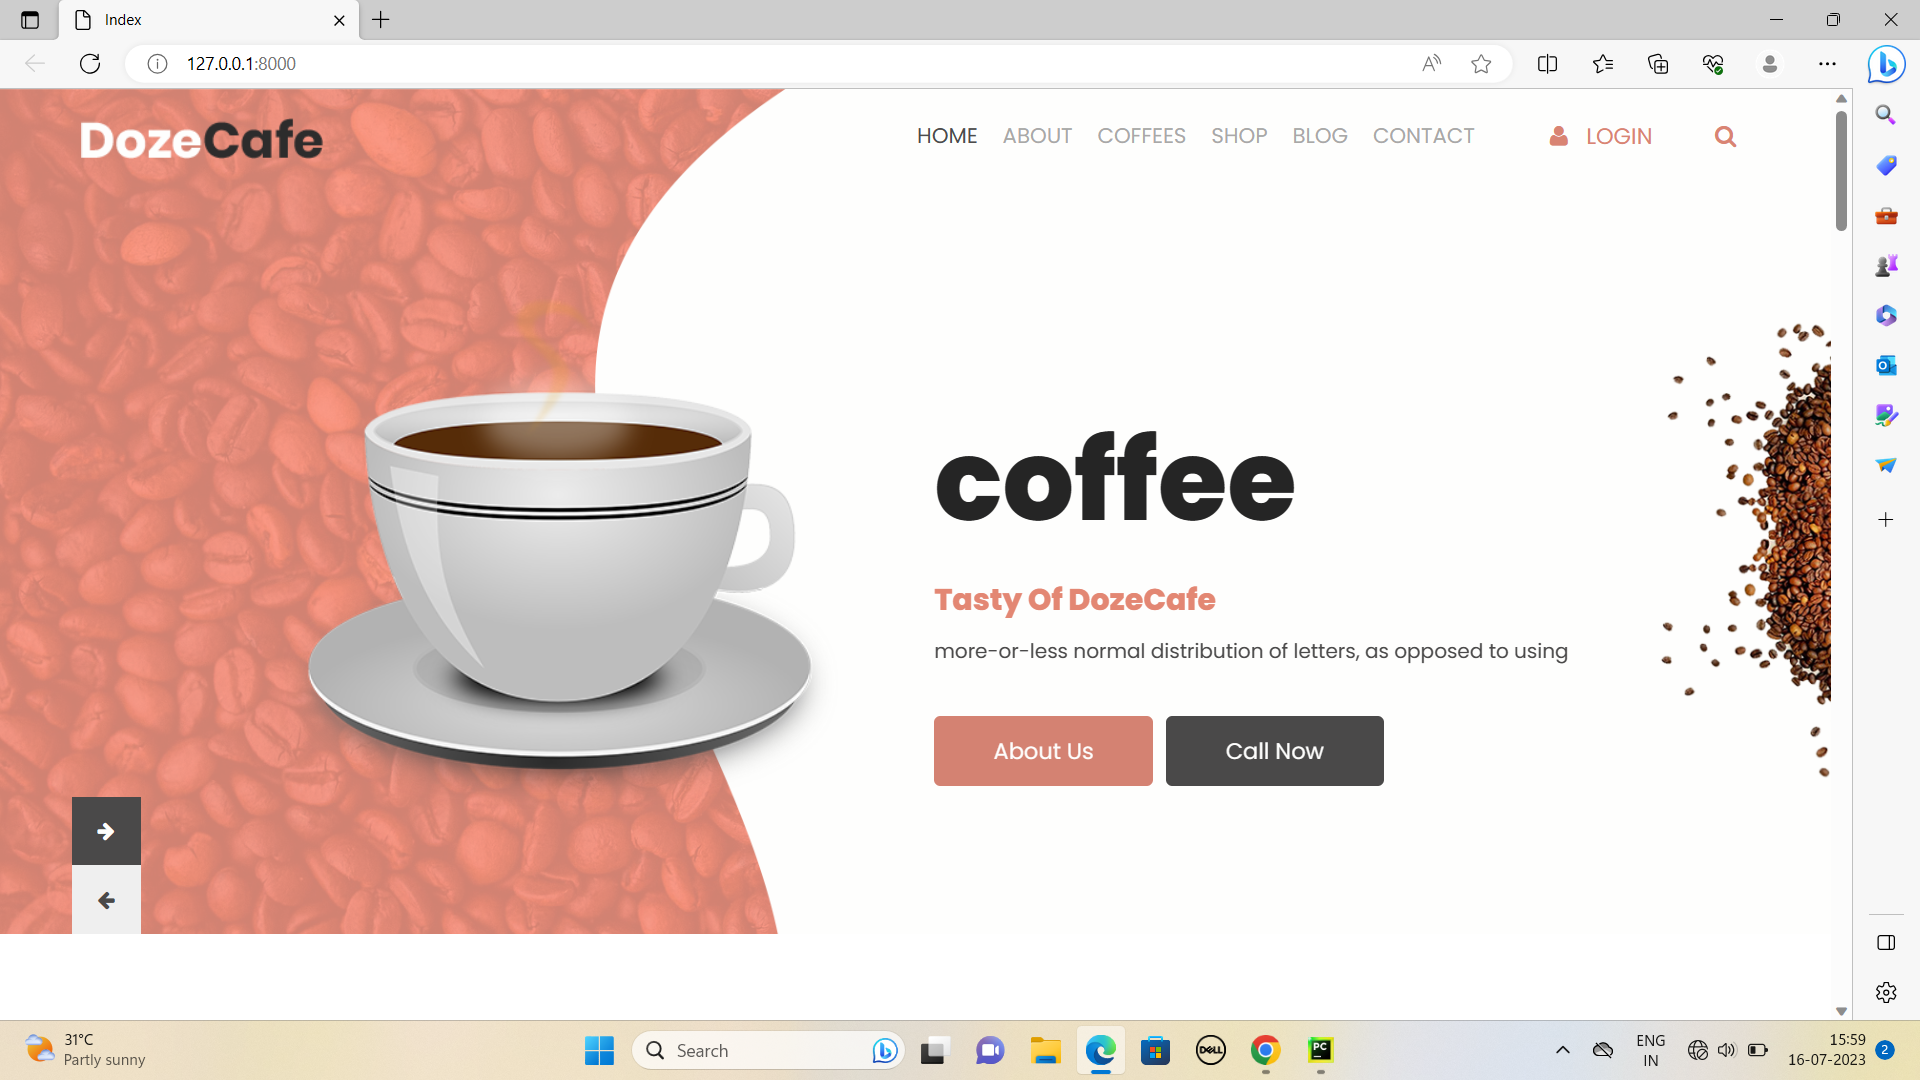 Index
127.0.0.1:8000
DozeCafe
HOME ABOUT COFFEES SHOP BLOG CONTACT LOGIN
coffee
Tasty Of DozeCafe
more-or-less normal distribution of letters, as opposed to using
About Us Call Now
31°C
Partly sunny
Search
DELL
PC
ENG
IN
15:59
16-07-2023
2